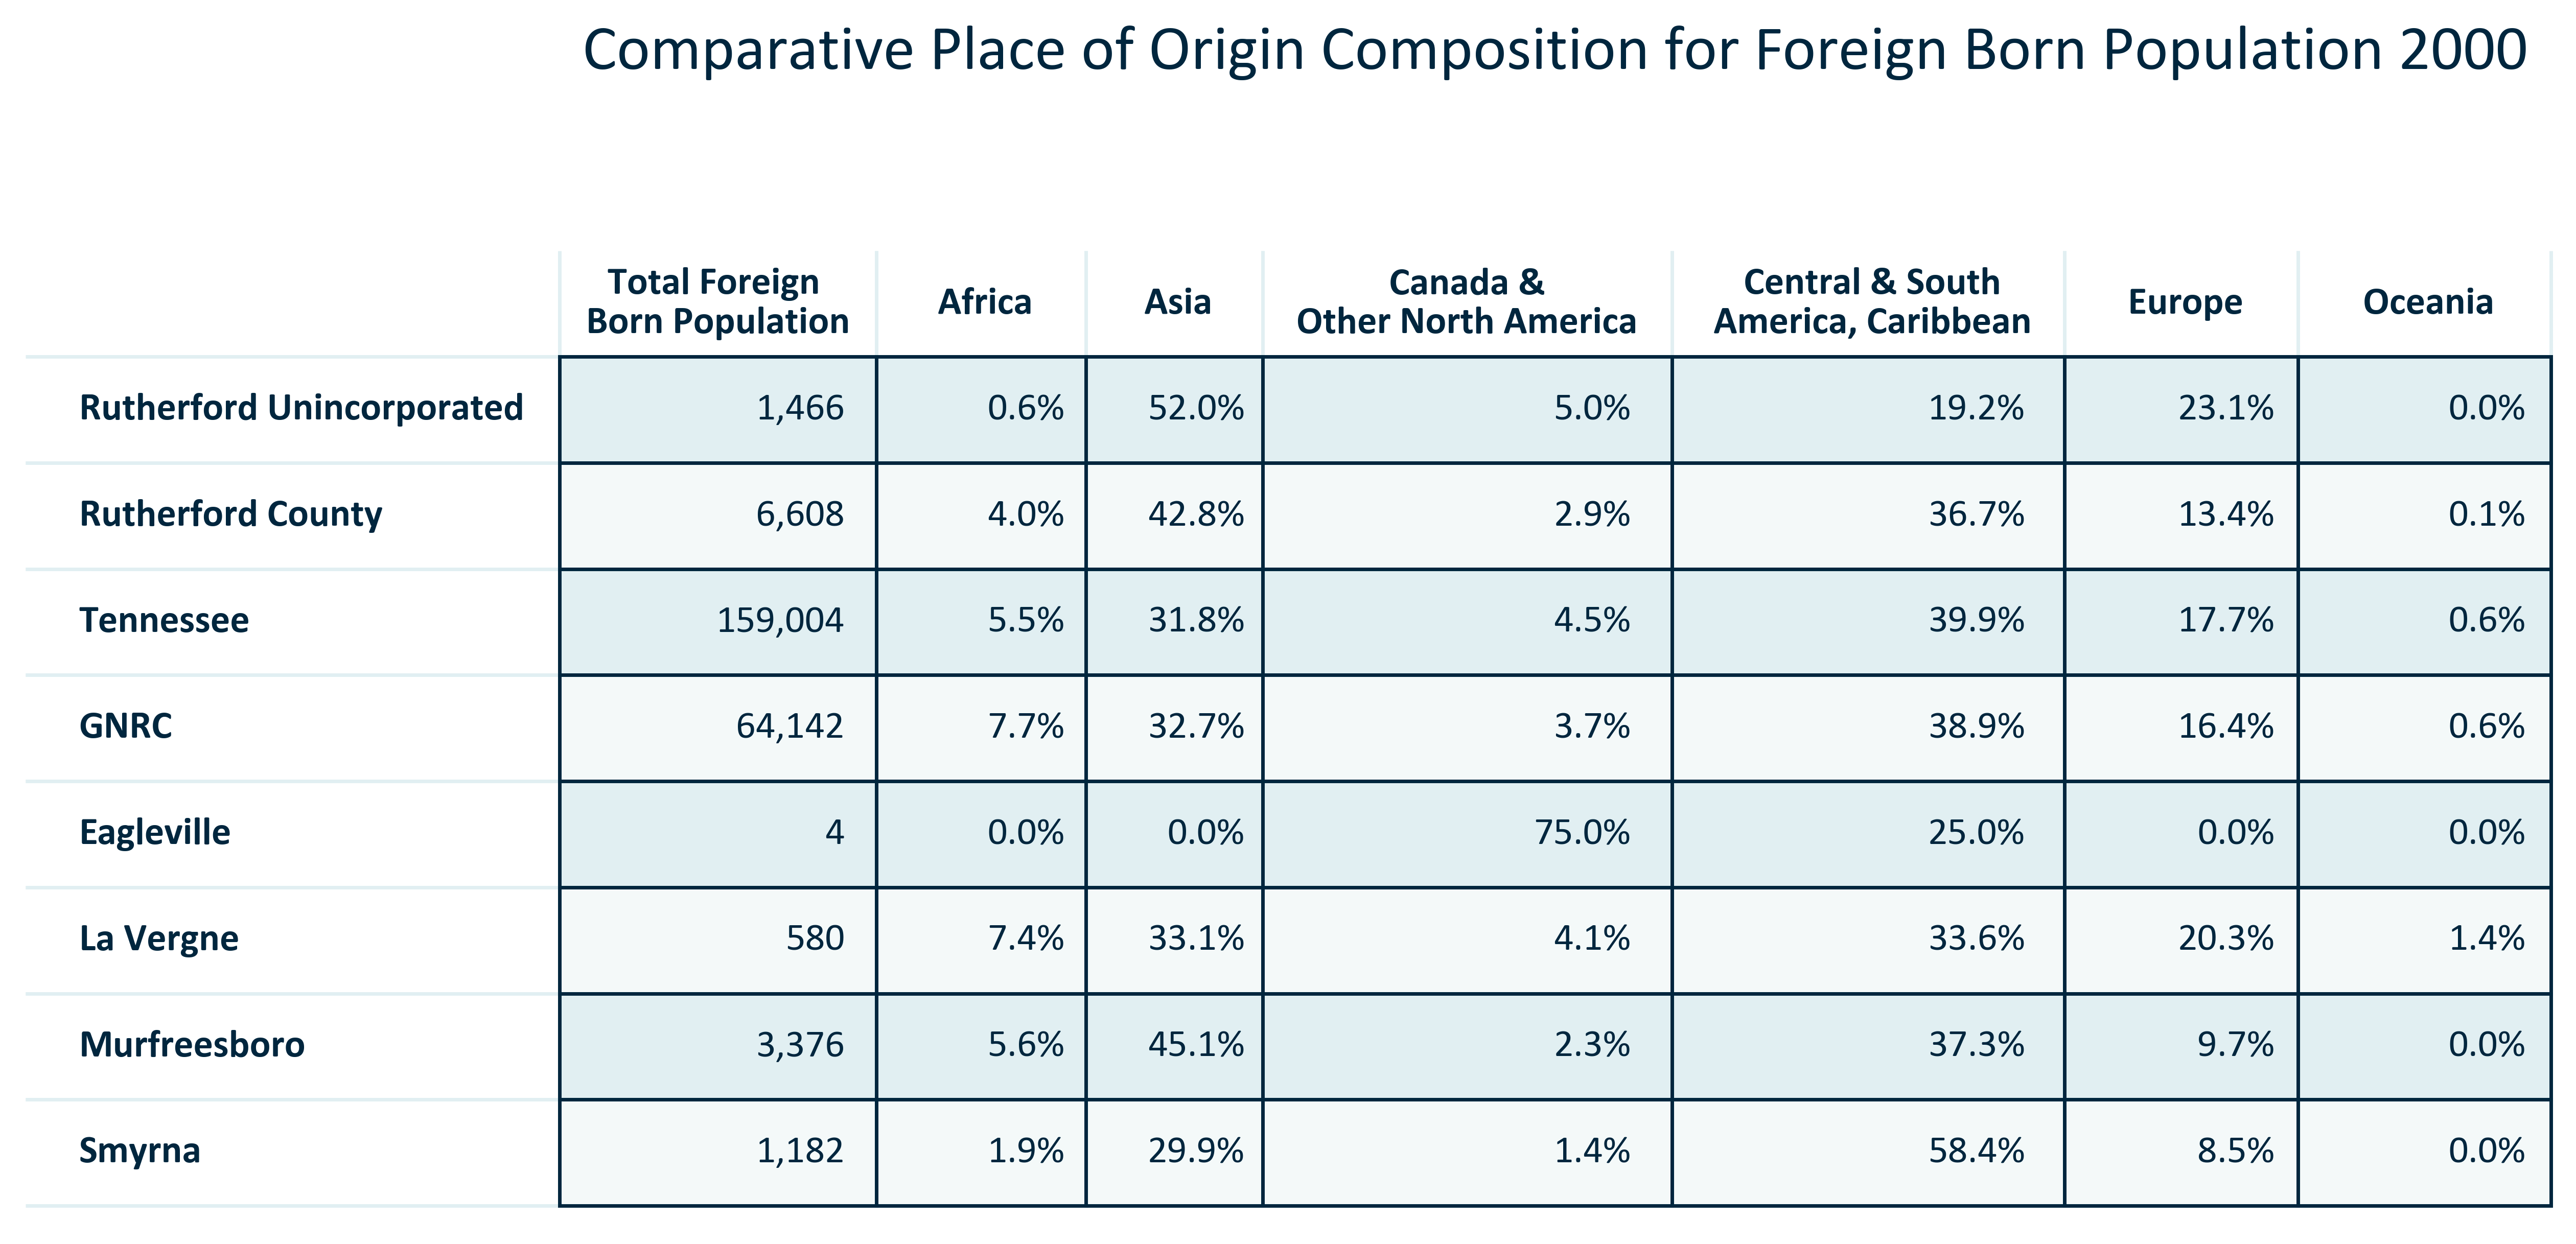 Comparative Place of Origin Composition for Foreign Born Population 2000
Total Foreign Born Population Africa Asia Canada & Other North America Central & South America, Caribbean Europe Oceania
Rutherford Unincorporated 1,466 0.6% 52.0% 5.0% 19.2% 23.1% 0.0%
Rutherford County 6,608 4.0% 42.8% 2.9% 36.7% 13.4% 0.1%
Tennessee 159,004 5.5% 31.8% 4.5% 39.9% 17.7% 0.6%
GNRC 64,142 7.7% 32.7% 3.7% 38.9% 16.4% 0.6%
Eagleville 4 0.0% 0.0% 75.0% 25.0% 0.0% 0.0%
La Vergne 580 7.4% 33.1% 4.1% 33.6% 20.3% 1.4%
Murfreesboro 3,376 5.6% 45.1% 2.3% 37.3% 9.7% 0.0%
Smyrna 1,182 1.9% 29.9% 1.4% 58.4% 8.5% 0.0%